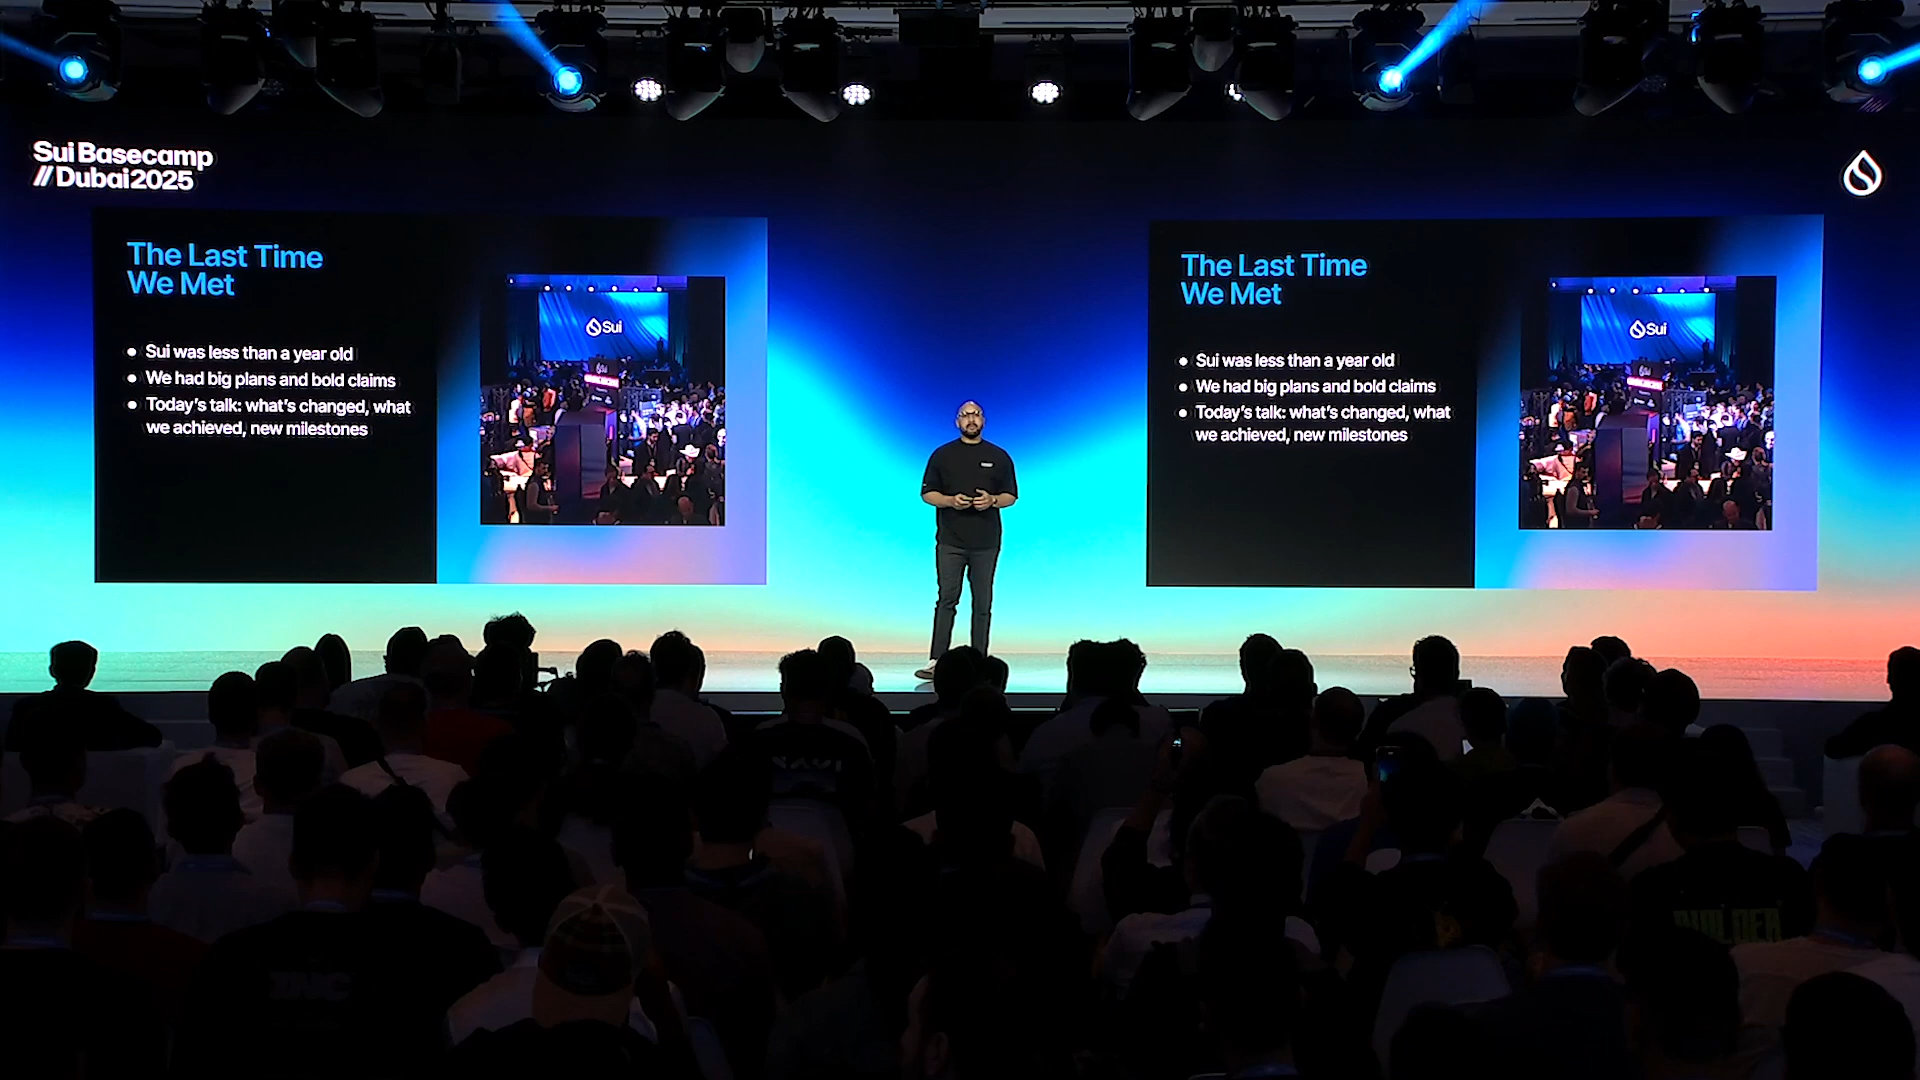 Sui Basecamp
// Dubai 2025
The Last Time
We Met
• Sui was less than a year old
• We had big plans and bold claims
• Today's talk: what's changed, what
we achieved, new milestones
Sui
The Last Time
We Met
• Sui was less than a year old
• We had big plans and bold claims
• Today's talk: what's changed, what
we achieved, new milestones
Sui
BUILDER